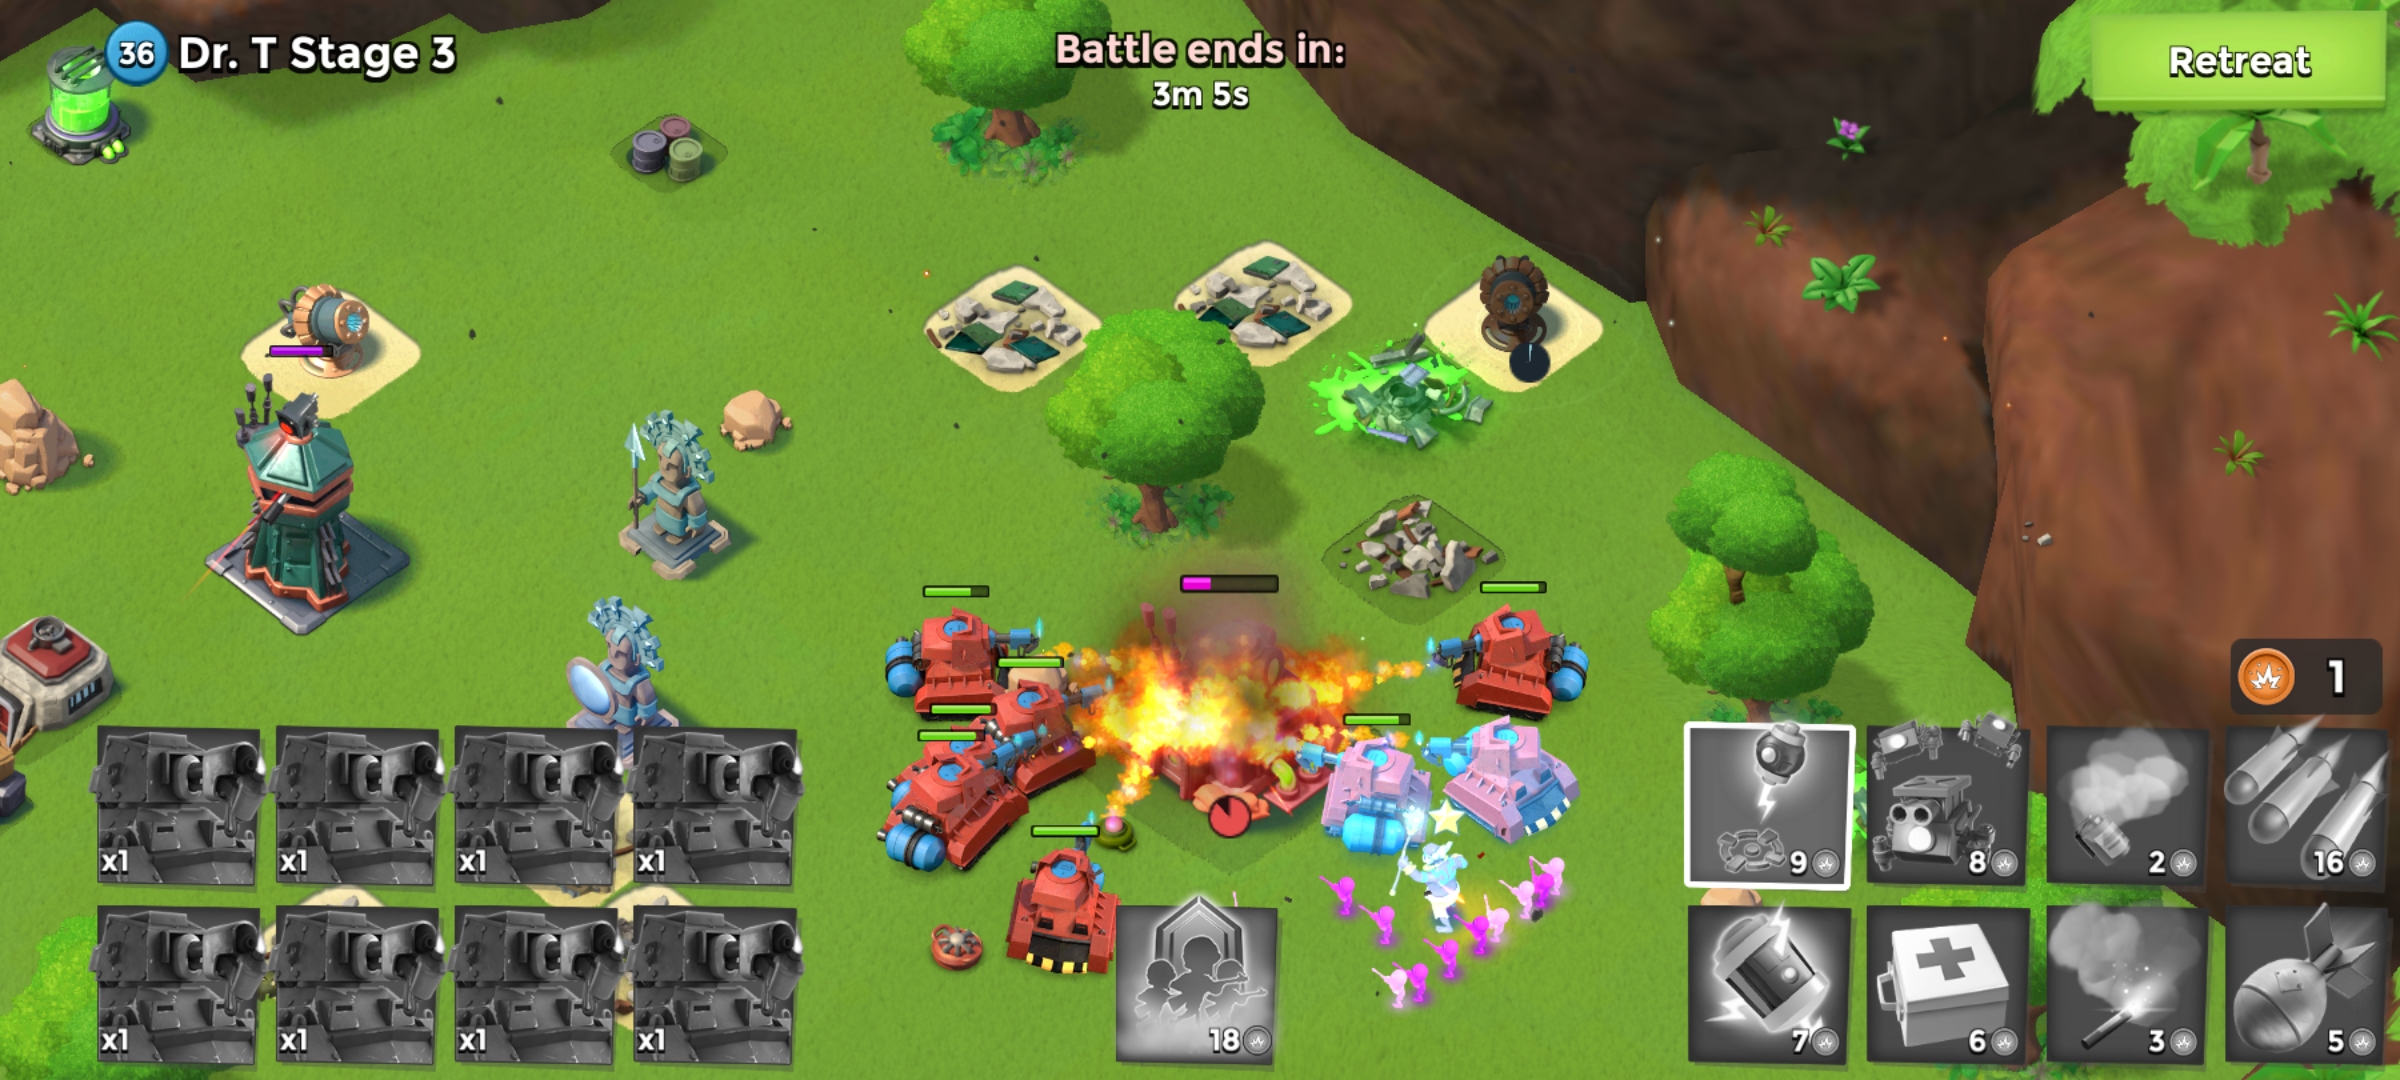 36 Dr. T Stage 3
Battle ends in:
3m 5s
Retreat
1
x1 x1 x1 x1
9 8 2 16
x1 x1 x1 x1
18
7 6 3 5